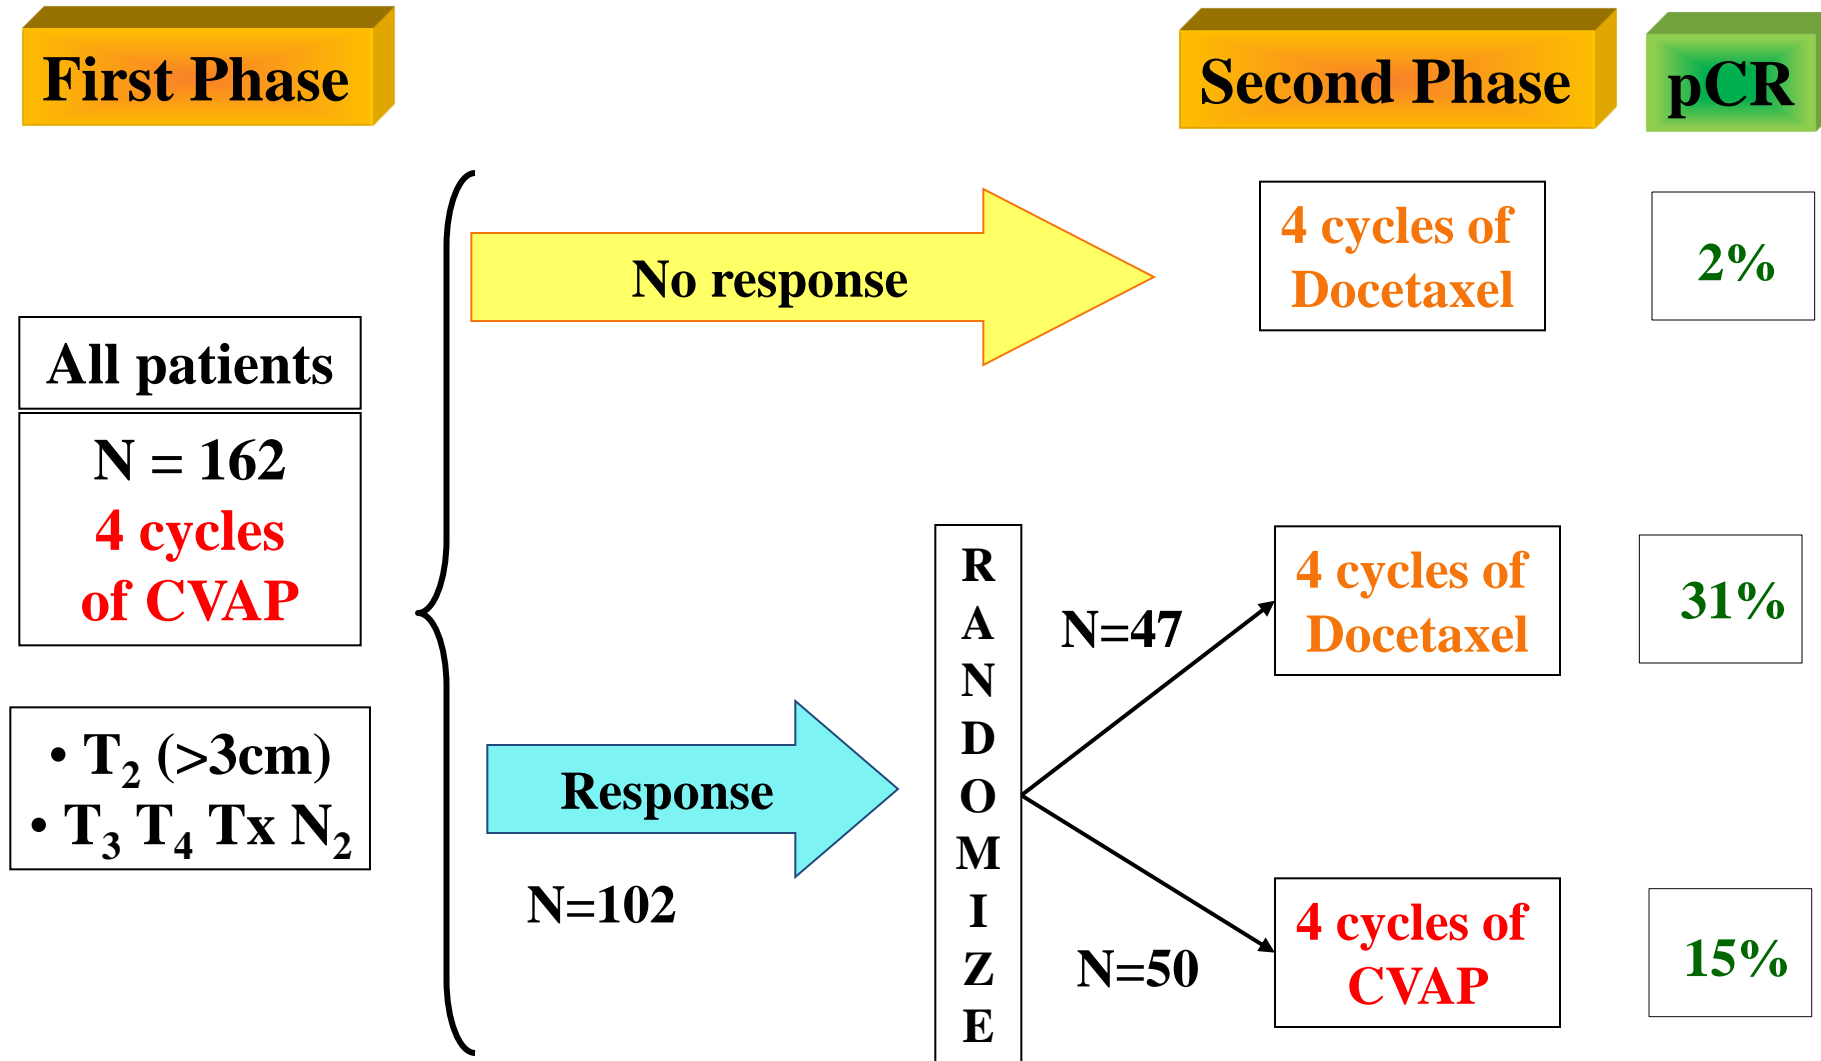 First Phase
Second Phase
pCR
No response
4 cycles of
Docetaxel
2%
All patients
N = 162
4 cycles
of CVAP
• T₂ (>3cm)
• T₃ T₄ Tx N₂
Response
N=102
R
A
N
D
O
M
I
Z
E
N=47
4 cycles of
Docetaxel
31%
N=50
4 cycles of
CVAP
15%